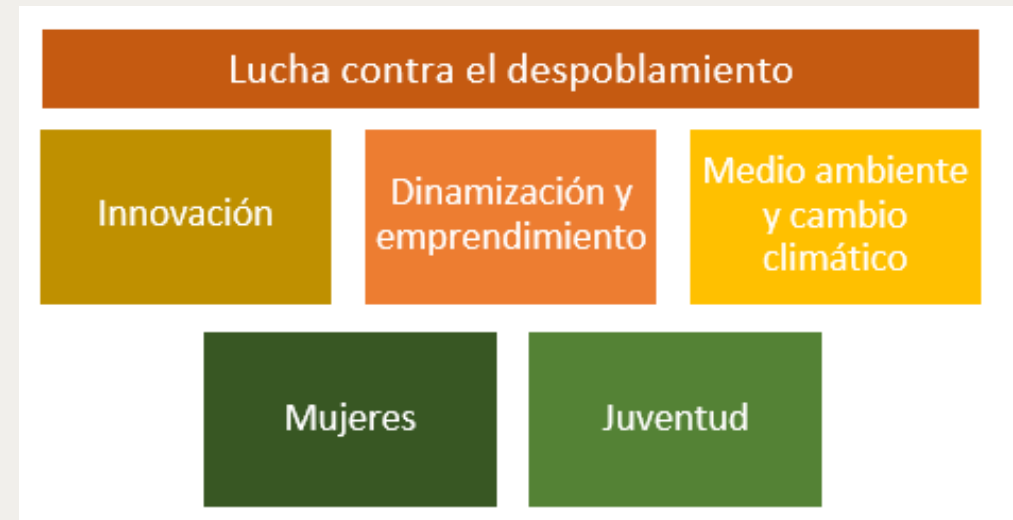 Lucha contra el despoblamiento
Innovación
Dinamización y
emprendimiento
Medio ambiente
y cambio
climático
Mujeres
Juventud